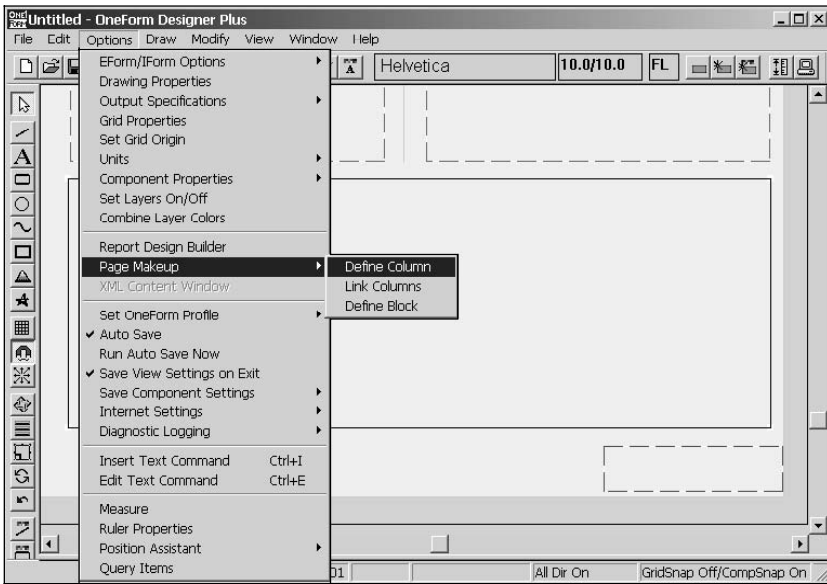 Untitled - OneForm Designer Plus
File Edit Options Draw Modify View Window Help
Helvetica 10.0/10.0 FL
EForm/IForm Options
Drawing Properties
Output Specifications
Grid Properties
Set Grid Origin
Units
Component Properties
Set Layers On/Off
Combine Layer Colors
Report Design Builder
Page Makeup
Define Column
XML Content Window
Link Columns
Define Block
Set OneForm Profile
Auto Save
Run Auto Save Now
Save View Settings on Exit
Save Component Settings
Internet Settings
Diagnostic Logging
Insert Text Command Ctrl+I
Edit Text Command Ctrl+E
Measure
Ruler Properties
Position Assistant
Query Items
01 All Dir On GridSnap Off/CompSnap On